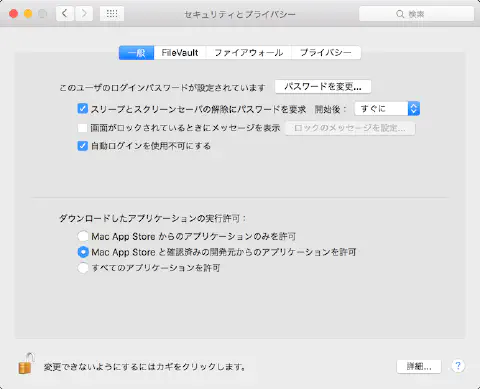 セキュリティとプライバシー
検索
一般 FileVault ファイアウォール プライバシー
このユーザのログインパスワードが設定されています パスワードを変更...
スリープとスクリーンセーバの解除にパスワードを要求 開始後： すぐに
画面がロックされているときにメッセージを表示 ロックのメッセージを設定...
自動ログインを使用不可にする
ダウンロードしたアプリケーションの実行許可：
Mac App Store からのアプリケーションのみを許可
Mac App Store と確認済みの開発元からのアプリケーションを許可
すべてのアプリケーションを許可
変更できないようにするにはカギをクリックします。 詳細... ?